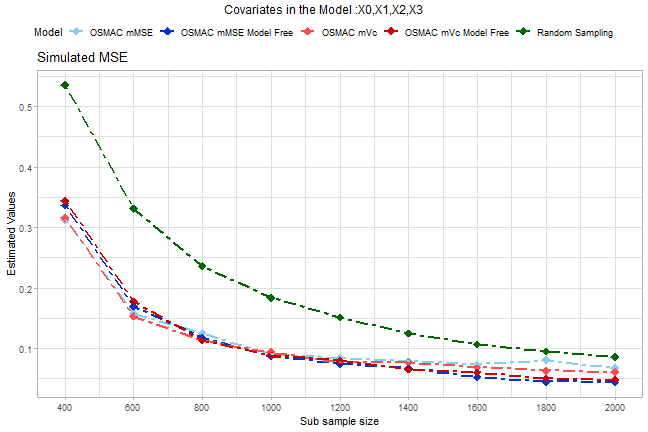 Covariates in the Model :X0,X1,X2,X3
Model OSMAC mMSE OSMAC mMSE Model Free OSMAC mVc OSMAC mVc Model Free Random Sampling
Simulated MSE
Estimated Values
0.5
0.4
0.3
0.2
0.1
400 600 800 1000 1200 1400 1600 1800 2000
Sub sample size